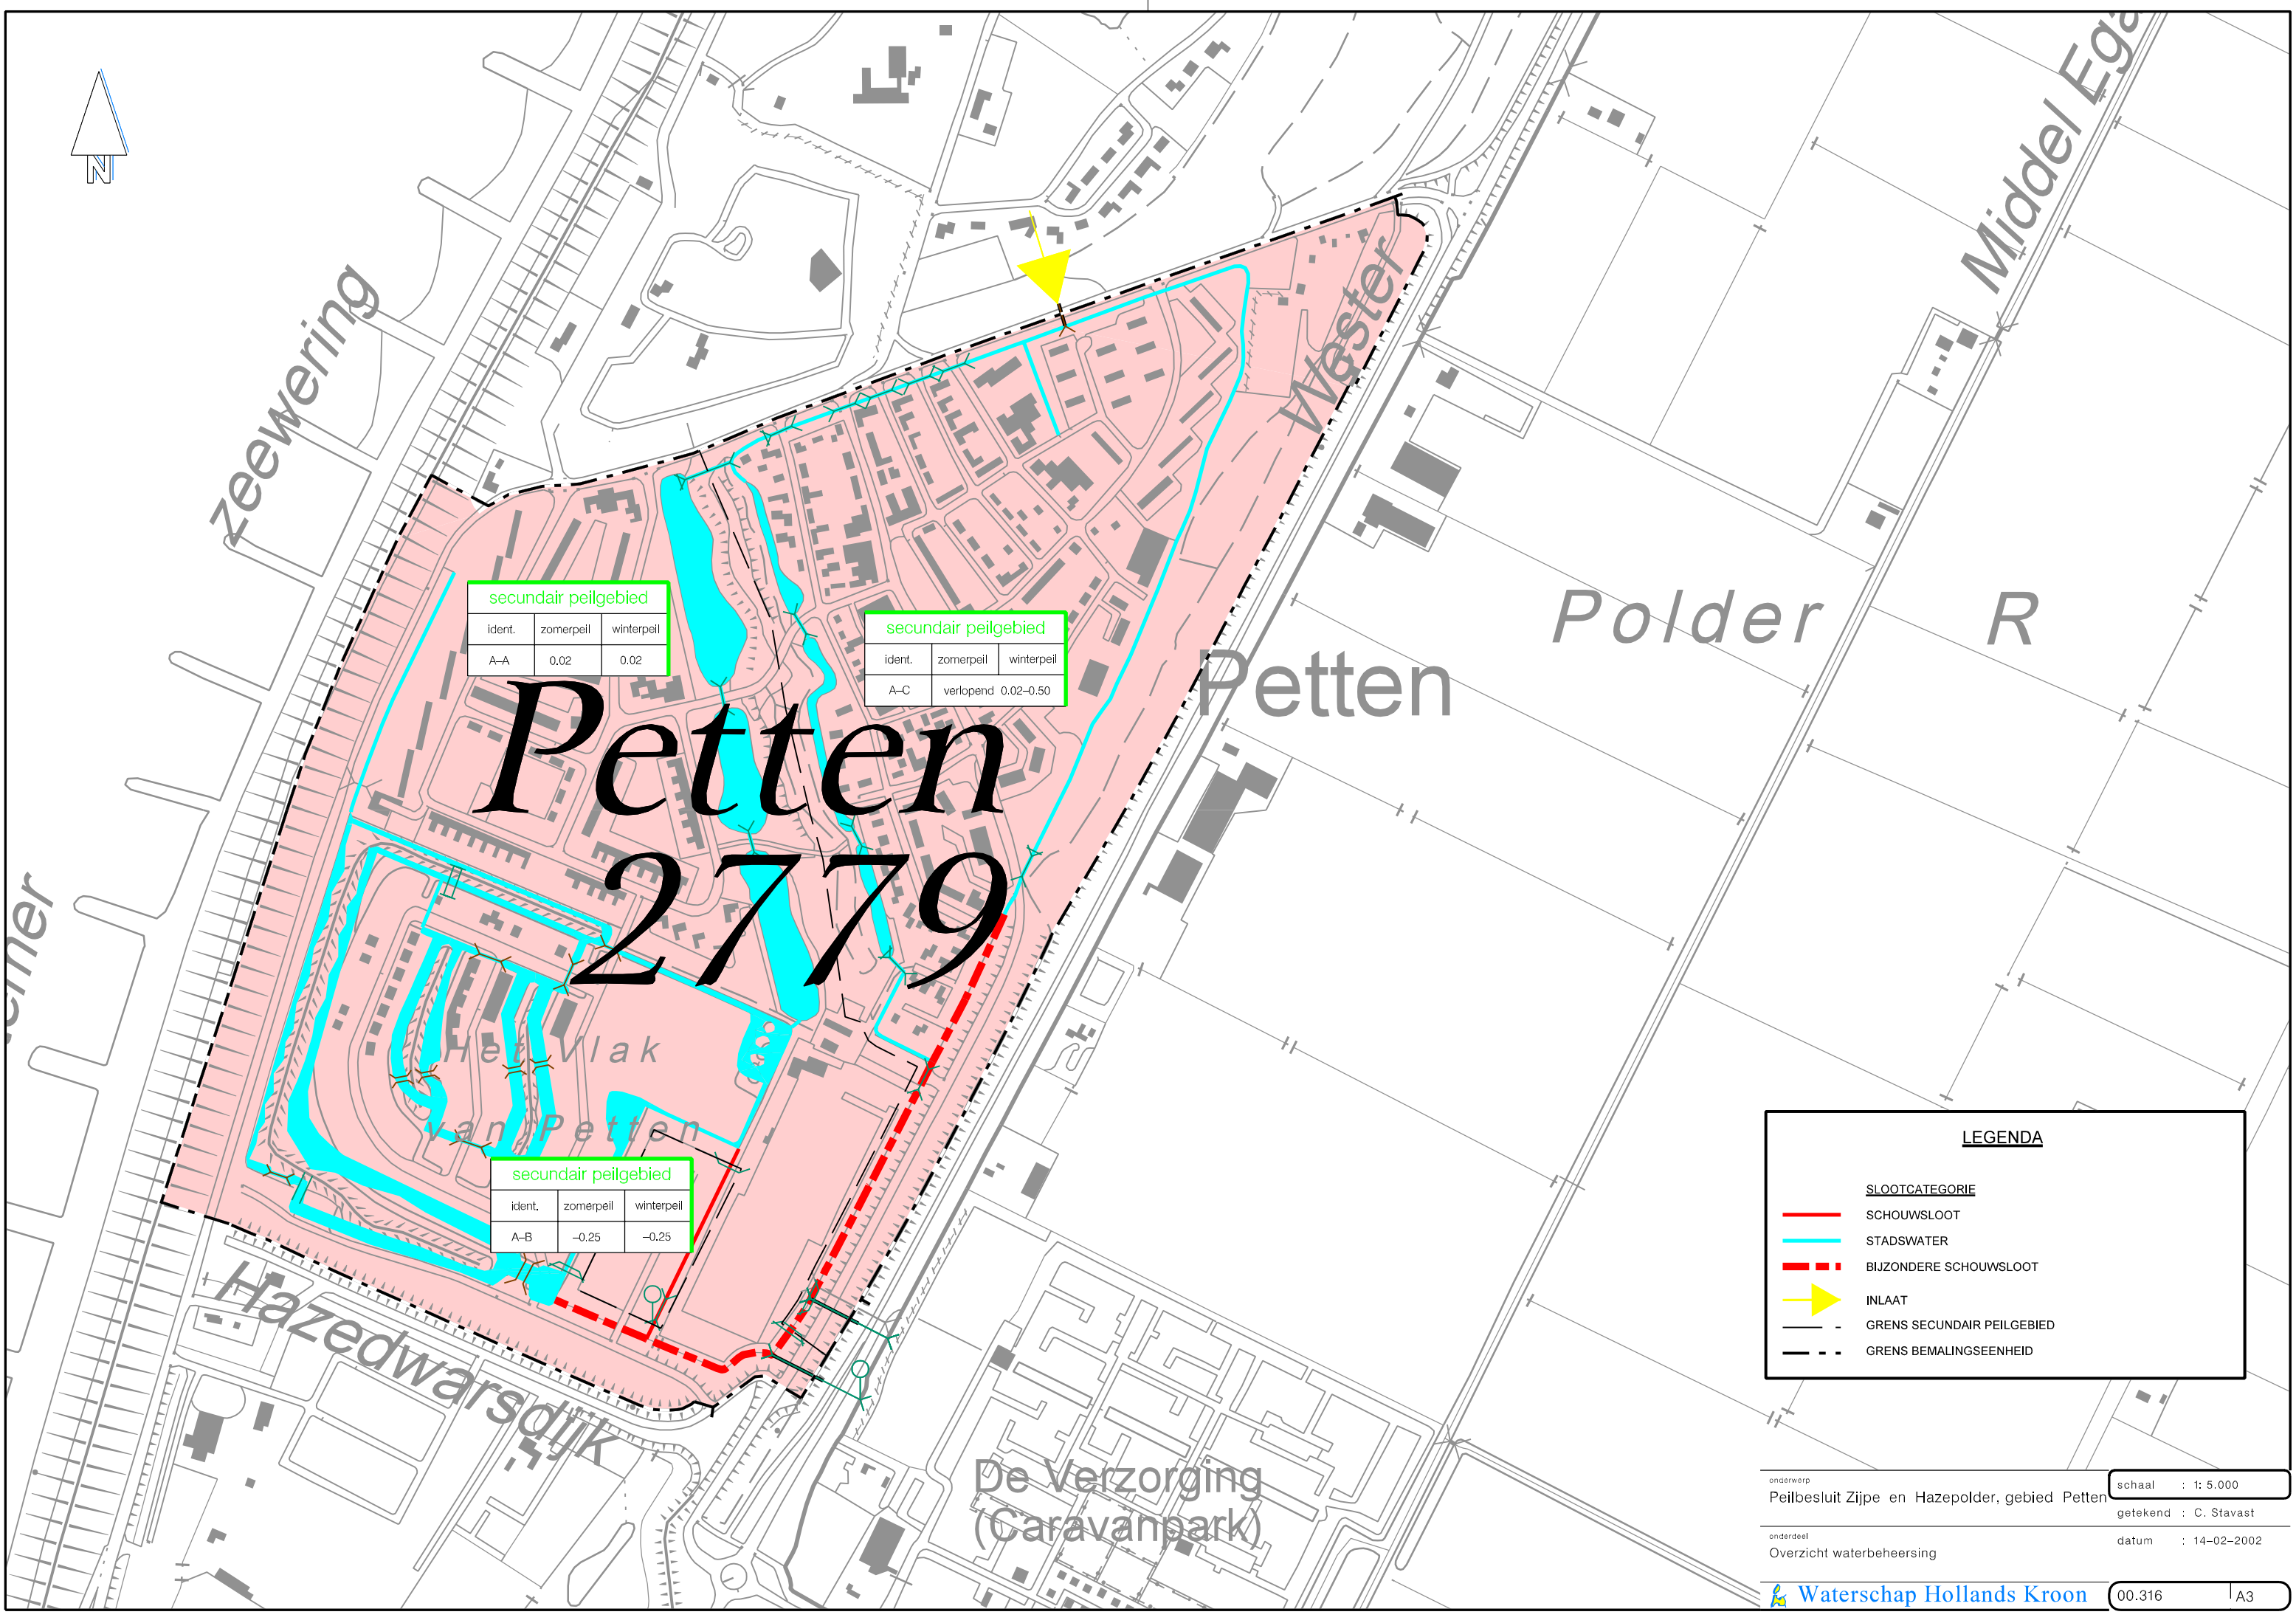 N
Middel Ega
zeewering
Wester
Polder R
Petten
secundair peilgebied
ident. zomerpeil winterpeil
A–A 0.02 0.02
secundair peilgebied
ident. zomerpeil winterpeil
A–C verlopend 0.02–0.50
Petten
2779
emer
Het Vlak
van Petten
secundair peilgebied
ident. zomerpeil winterpeil
A–B –0.25 –0.25
Hazedwarsdijk
De Verzorging
(Caravanpark)
LEGENDA
SLOOTCATEGORIE
SCHOUWSLOOT
STADSWATER
BIJZONDERE SCHOUWSLOOT
INLAAT
GRENS SECUNDAIR PEILGEBIED
GRENS BEMALINGSEENHEID
onderwerp
Peilbesluit Zijpe en Hazepolder, gebied Petten
schaal : 1: 5.000
getekend : C. Stavast
onderdeel
Overzicht waterbeheersing
datum : 14–02–2002
Waterschap Hollands Kroon
00.316 A3